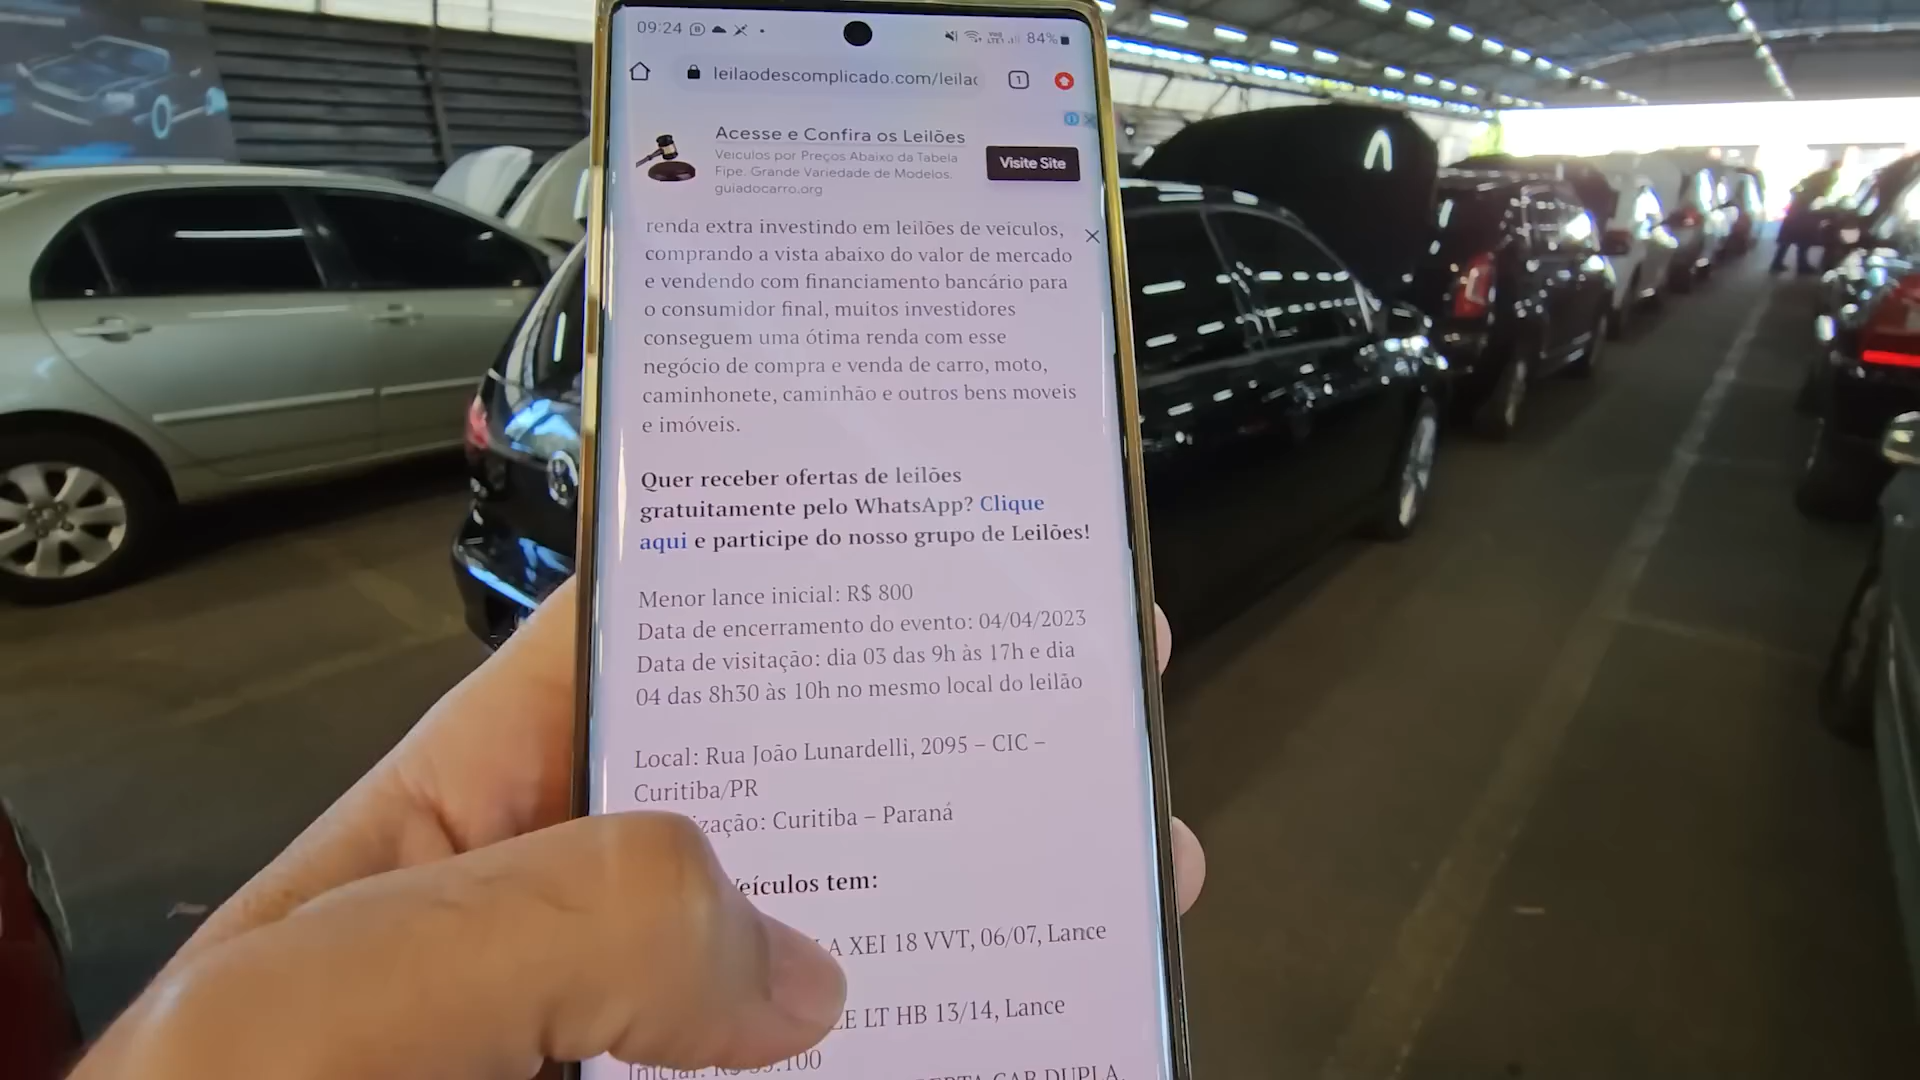 09:24
84%
leilaodescomplicado.com/leilac
1
Acesse e Confira os Leilões
Veiculos por Preços Abaixo da Tabela
Fipe. Grande Variedade de Modelos.
guiadocarro.org
Visite Site
renda extra investindo em leilões de veículos,
comprando a vista abaixo do valor de mercado
e vendendo com financiamento bancário para
o consumidor final, muitos investidores
conseguem uma ótima renda com esse
negócio de compra e venda de carro, moto,
caminhonete, caminhão e outros bens moveis
e imóveis.
Quer receber ofertas de leilões
gratuitamente pelo WhatsApp? Clique
aqui e participe do nosso grupo de Leilões!
Menor lance inicial: R$ 800
Data de encerramento do evento: 04/04/2023
Data de visitação: dia 03 das 9h às 17h e dia
04 das 8h30 às 10h no mesmo local do leilão
Local: Rua João Lunardelli, 2095 – CIC –
Curitiba/PR
zação: Curitiba – Paraná
eículos tem:
A XEI 18 VVT, 06/07, Lance
LE LT HB 13/14, Lance
CAB DUPLA,